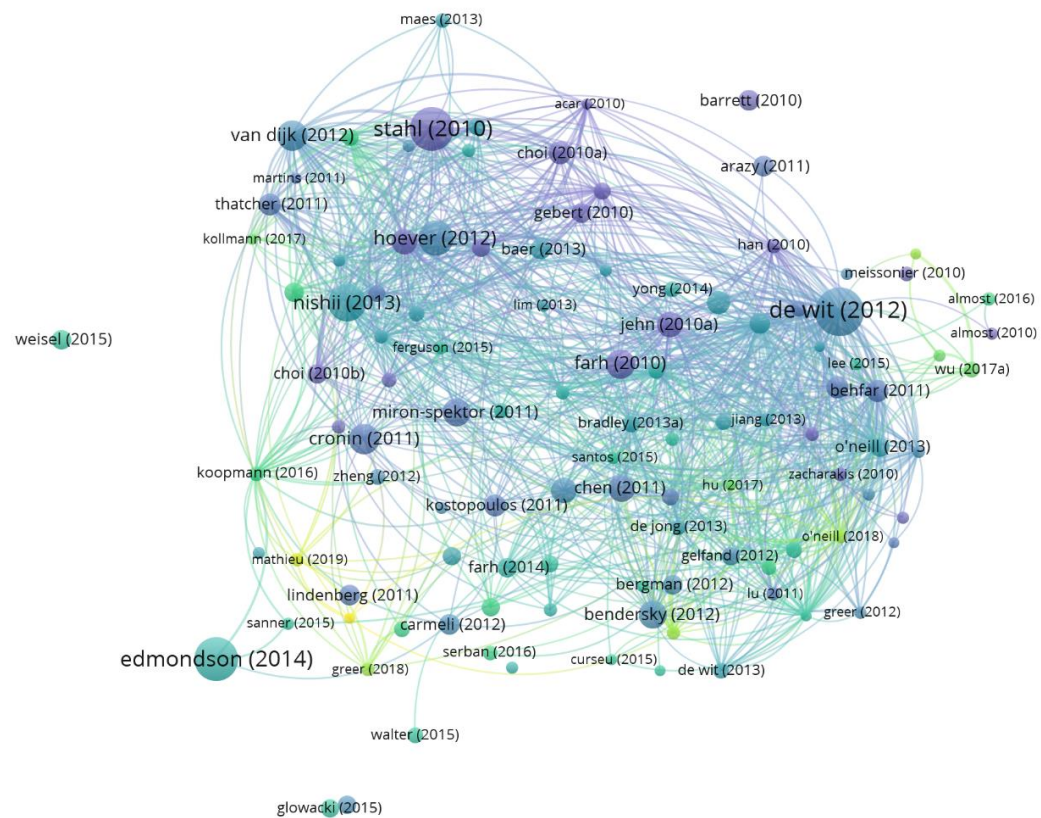 maes (2013)
acar (2010)
barrett (2010)
stahl (2010)
van dijk (2012)
choi (2010a)
arazy (2011)
martins (2011)
thatcher (2011)
gebert (2010)
kollmann (2017)
hoever (2012)
baer (2013)
han (2010)
meissonier (2010)
yong (2014)
almost (2016)
nishii (2013)
lim (2013)
de wit (2012)
jehn (2010a)
almost (2010)
weisel (2015)
ferguson (2015)
farh (2010)
lee (2015)
wu (2017a)
choi (2010b)
behfar (2011)
miron-spektor (2011)
bradley (2013a)
jiang (2013)
cronin (2011)
o'neill (2013)
santos (2015)
koopmann (2016)
zheng (2012)
zacharakis (2010)
chen (2011)
hu (2017)
kostopoulos (2011)
de jong (2013)
o'neill (2018)
mathieu (2019)
farh (2014)
gelfand (2012)
lindenberg (2011)
bergman (2012)
lu (2011)
bendersky (2012)
greer (2012)
sanner (2015)
carmeli (2012)
serban (2016)
edmondson (2014)
greer (2018)
curseu (2015)
de wit (2013)
walter (2015)
glowacki (2015)